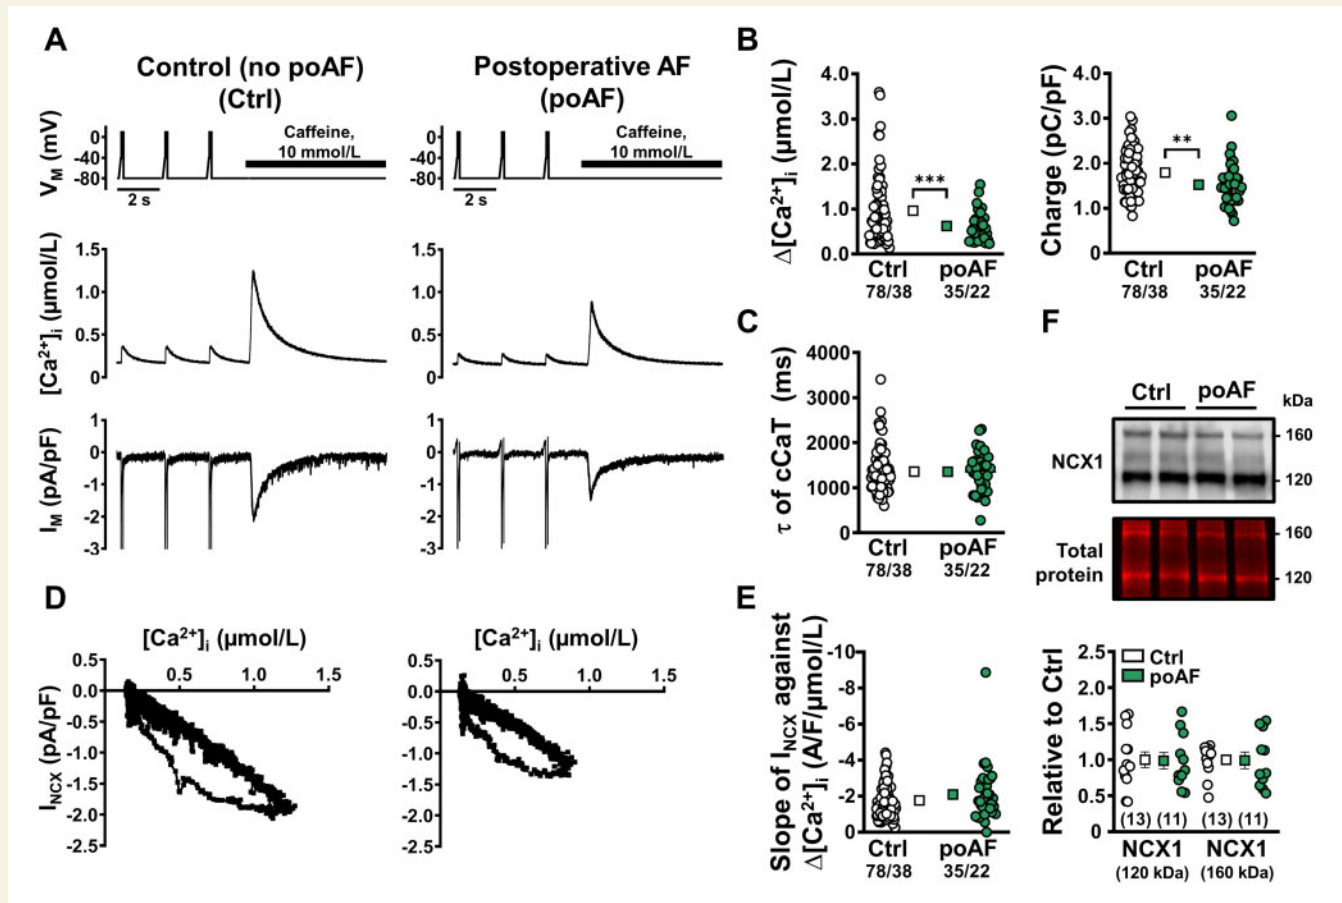 A
Control (no poAF)
(Ctrl)
Postoperative AF
(poAF)
V_M (mV)
0
-40
-80
Caffeine,
10 mmol/L
2 s
0
-40
-80
Caffeine,
10 mmol/L
2 s
[Ca²⁺]ᵢ (μmol/L)
1.5
1.0
0.5
0
1.5
1.0
0.5
0
I_M (pA/pF)
1
0
-1
-2
-3
1
0
-1
-2
-3
B
Δ[Ca²⁺]ᵢ (μmol/L)
4.0
3.0
2.0
1.0
0.0
***
Ctrl poAF
78/38 35/22
Charge (pC/pF)
4.0
3.0
2.0
1.0
0.0
**
Ctrl poAF
78/38 35/22
C
τ of cCaT (ms)
4000
3000
2000
1000
0
Ctrl poAF
78/38 35/22
D
[Ca²⁺]ᵢ (μmol/L)
0.5 1.0 1.5
I_NCX (pA/pF)
0.5
0.0
-0.5
-1.0
-1.5
-2.0
-2.5
[Ca²⁺]ᵢ (μmol/L)
0.5 1.0 1.5
0.5
0.0
-0.5
-1.0
-1.5
-2.0
-2.5
E
Slope of I_NCX against
Δ[Ca²⁺]ᵢ (A/F/μmol/L)
-10
-8
-6
-4
-2
0
Ctrl poAF
78/38 35/22
F
Ctrl poAF kDa
NCX1
160
120
Total
protein
160
120
Relative to Ctrl
2.5
2.0
1.5
1.0
0.5
0
Ctrl
poAF
(13) (11) (13) (11)
NCX1 NCX1
(120 kDa) (160 kDa)